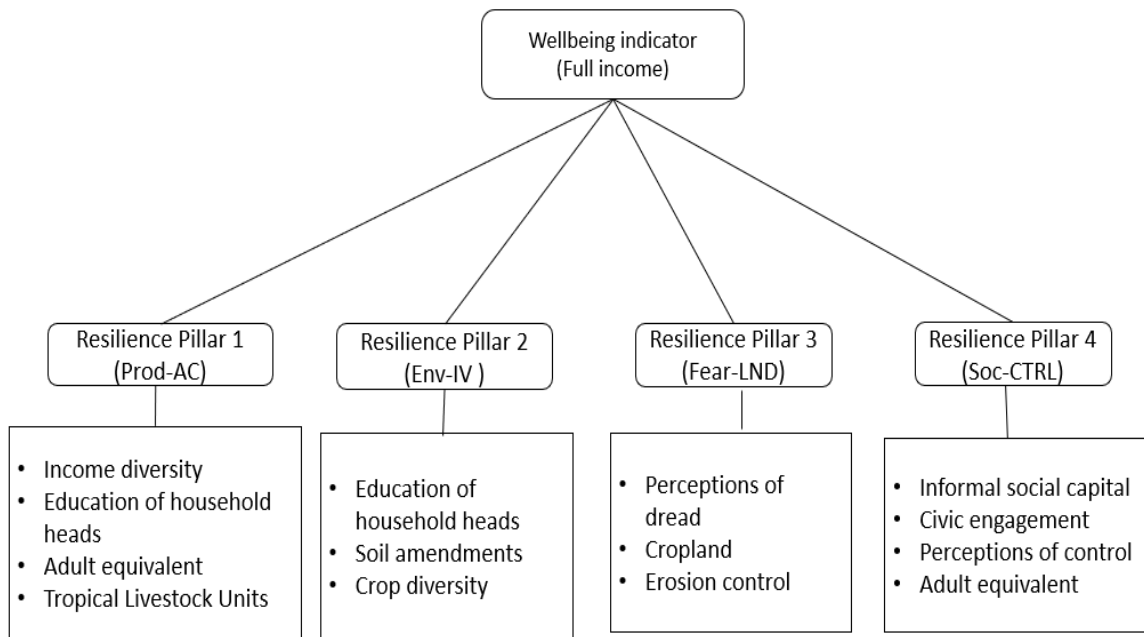 Wellbeing indicator
(Full income)
Resilience Pillar 1
(Prod-AC)
Resilience Pillar 2
(Env-IV )
Resilience Pillar 3
(Fear-LND)
Resilience Pillar 4
(Soc-CTRL)
• Income diversity
• Education of household
heads
• Adult equivalent
• Tropical Livestock Units
• Education of
household heads
• Soil amendments
• Crop diversity
• Perceptions of
dread
• Cropland
• Erosion control
• Informal social capital
• Civic engagement
• Perceptions of control
• Adult equivalent